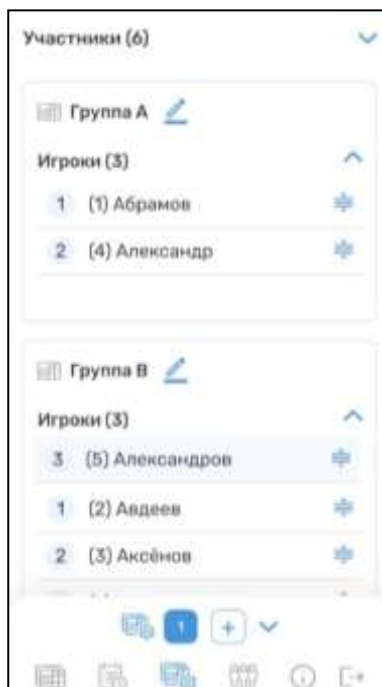 Участники (6)
Группа A
Игроки (3)
1 (1) Абрамов
2 (4) Александр
Группа B
Игроки (3)
3 (5) Александров
1 (2) Авдеев
2 (3) Аксёнов
1 +